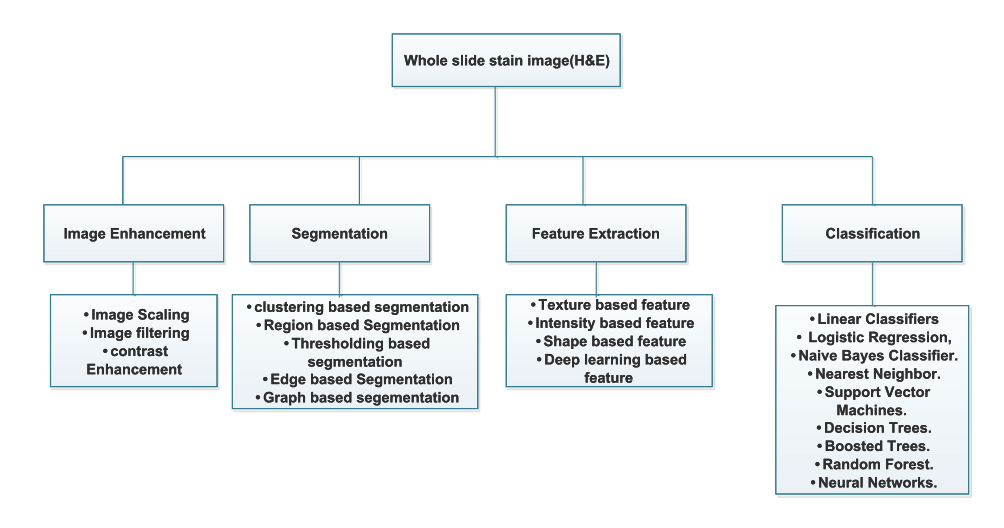 Whole slide stain image(H&E)
Image Enhancement
Segmentation
Feature Extraction
Classification
• Image Scaling
• Image filtering
• contrast
Enhancement
• clustering based segmentation
• Region based Segmentation
• Thresholding based
segmentation
• Edge based Segmentation
• Graph based segementation
• Texture based feature
• Intensity based feature
• Shape based feature
• Deep learning based
feature
• Linear Classifiers
• Logistic Regression,
• Naive Bayes Classifier.
• Nearest Neighbor.
• Support Vector
Machines.
• Decision Trees.
• Boosted Trees.
• Random Forest.
• Neural Networks.